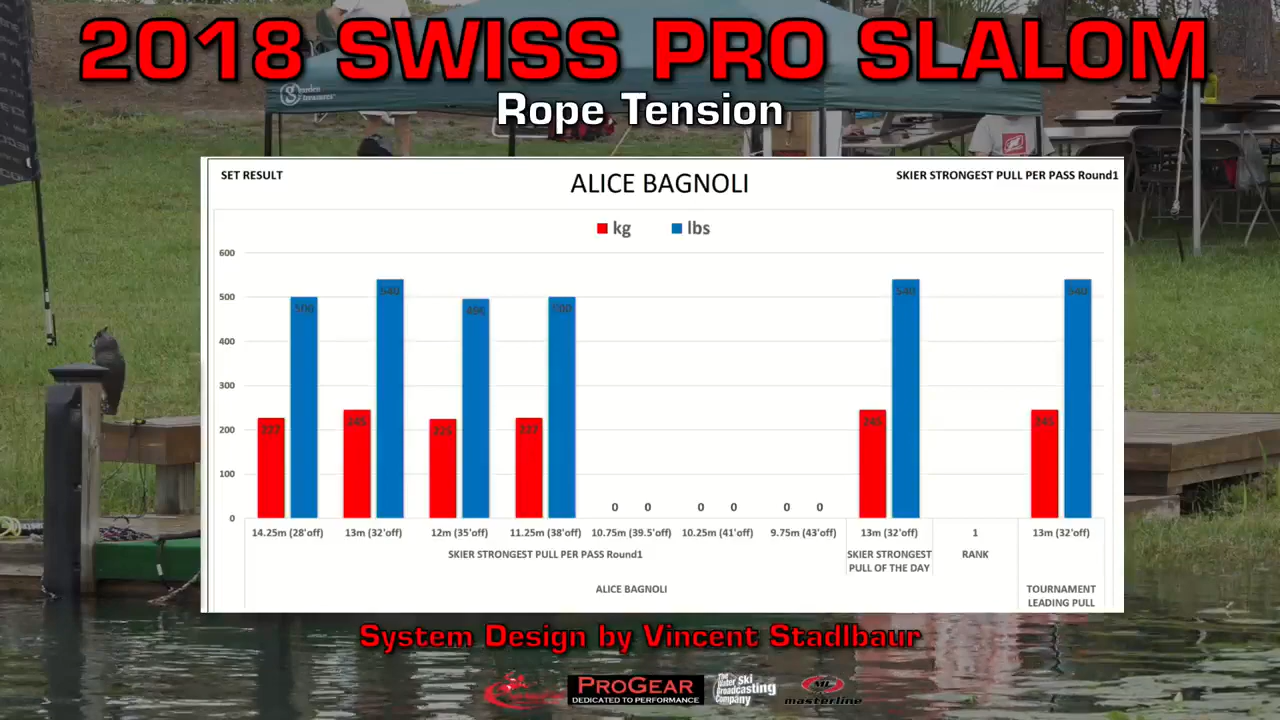 2018 SWISS PRO SLALOM
Rope Tension
SET RESULT
ALICE BAGNOLI
SKIER STRONGEST PULL PER PASS Round1
kg lbs
600
500
400
300
200
100
0
227 500 245 540 225 496 227 500 0 0 0 0 0 0 245 540 245 540
14.25m (28'off) 13m (32'off) 12m (35'off) 11.25m (38'off) 10.75m (39.5'off) 10.25m (41'off) 9.75m (43'off) 13m (32'off) 1 13m (32'off)
SKIER STRONGEST PULL PER PASS Round1
SKIER STRONGEST
PULL OF THE DAY
RANK
ALICE BAGNOLI
TOURNAMENT
LEADING PULL
System Design by Vincent Stadlbaur
PROGEAR
DEDICATED TO PERFORMANCE
The Water Ski
Broadcasting
Company
masterline